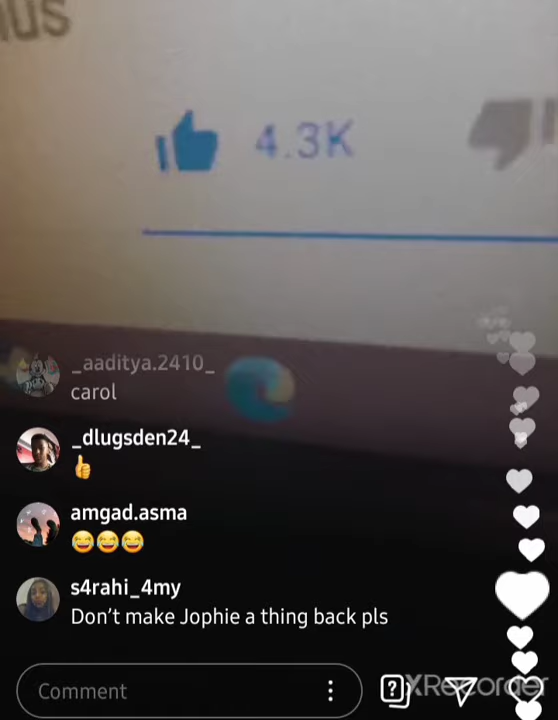 4.3K
_aaditya.2410_
carol
_dlugsden24_
👍
amgad.asma
😂😂😂
s4rahi_4my
Don't make Jophie a thing back pls
Comment
XRecorder